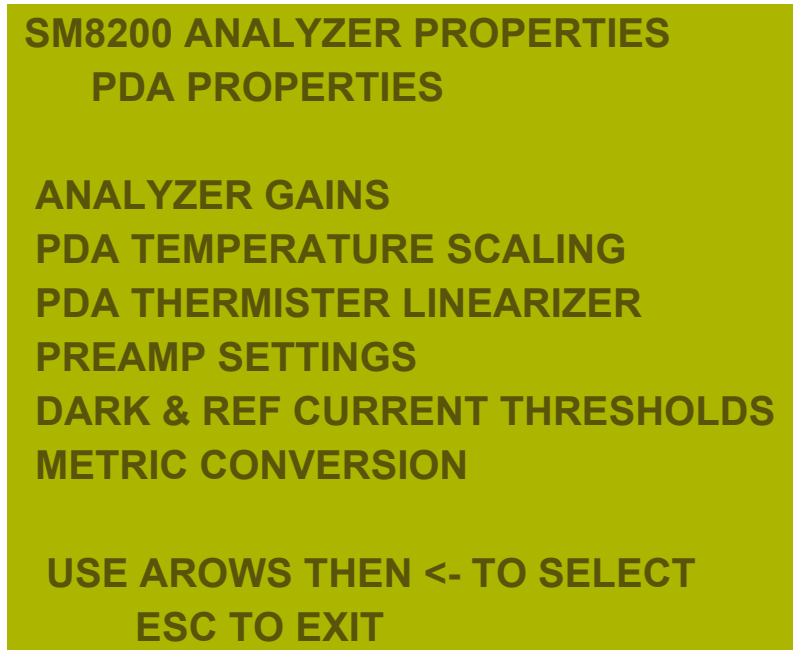 SM8200 ANALYZER PROPERTIES
PDA PROPERTIES
ANALYZER GAINS
PDA TEMPERATURE SCALING
PDA THERMISTER LINEARIZER
PREAMP SETTINGS
DARK & REF CURRENT THRESHOLDS
METRIC CONVERSION
USE AROWS THEN <- TO SELECT
ESC TO EXIT